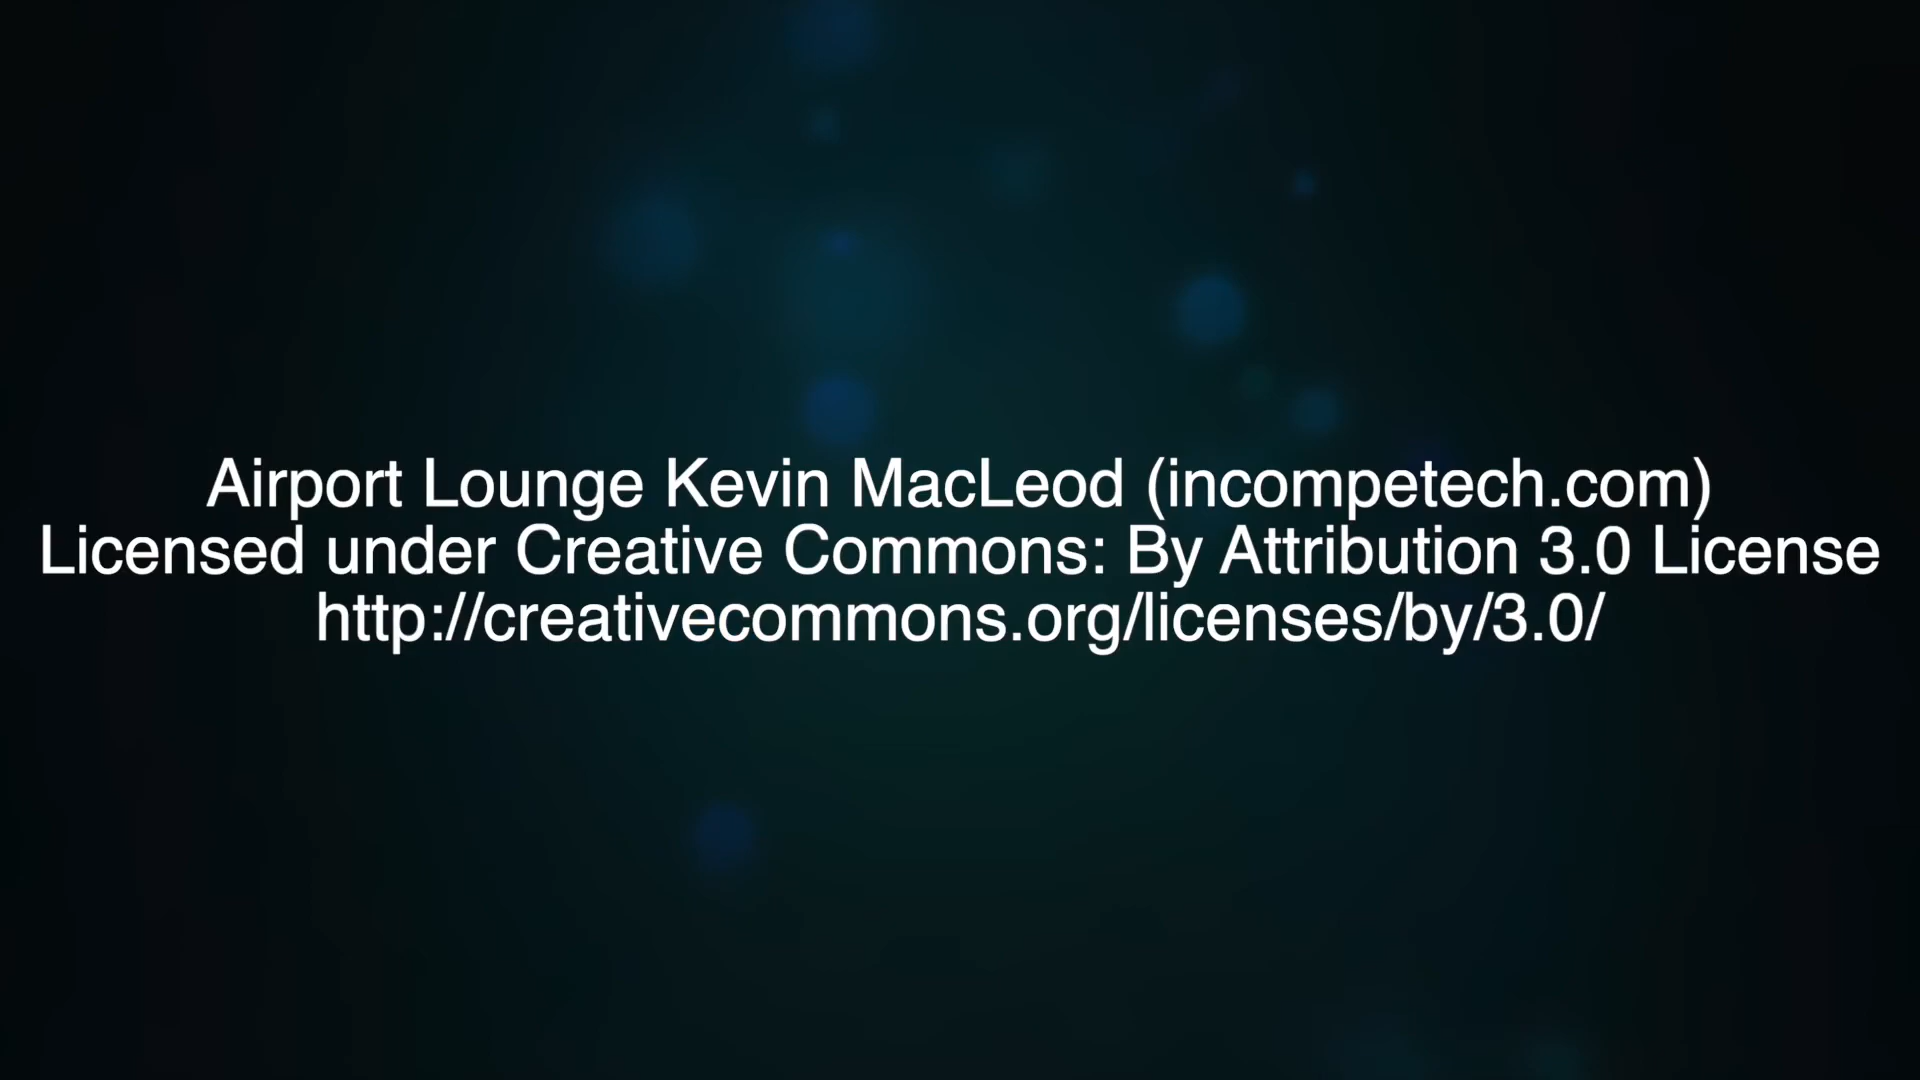 Airport Lounge Kevin MacLeod (incompetech.com)
Licensed under Creative Commons: By Attribution 3.0 License
http://creativecommons.org/licenses/by/3.0/